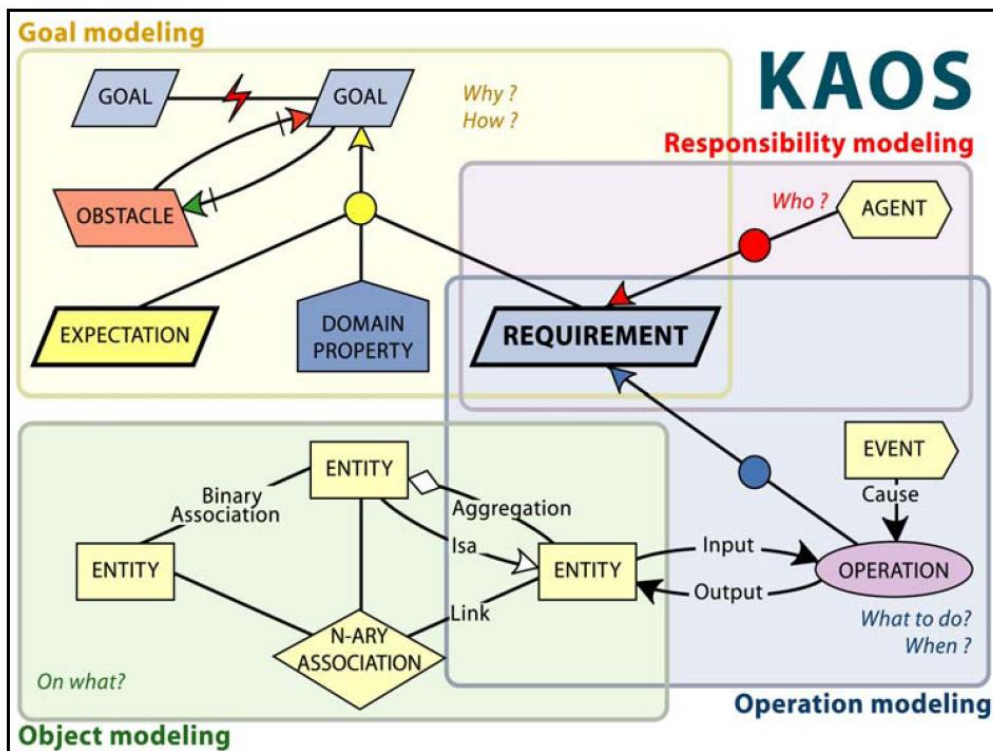 Goal modeling
KAOS
GOAL
GOAL
Why ?
How ?
Responsibility modeling
OBSTACLE
Who ?
AGENT
EXPECTATION
DOMAIN
PROPERTY
REQUIREMENT
EVENT
Cause
ENTITY
Binary
Association
Aggregation
Isa
ENTITY
ENTITY
Input
OPERATION
Output
Link
N-ARY
ASSOCIATION
What to do?
When ?
On what?
Operation modeling
Object modeling